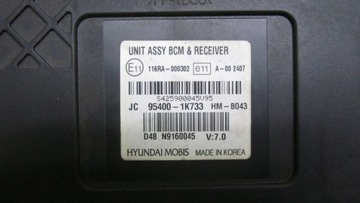 UNIT ASSY BCM & RECEIVER
E11 116RA-000302 e11 A-00 2407
S425900045V95
JC 95400-1K733 HM-8043
D48 N9160045 V:7.0
HYUNDAI MOBIS MADE IN KOREA